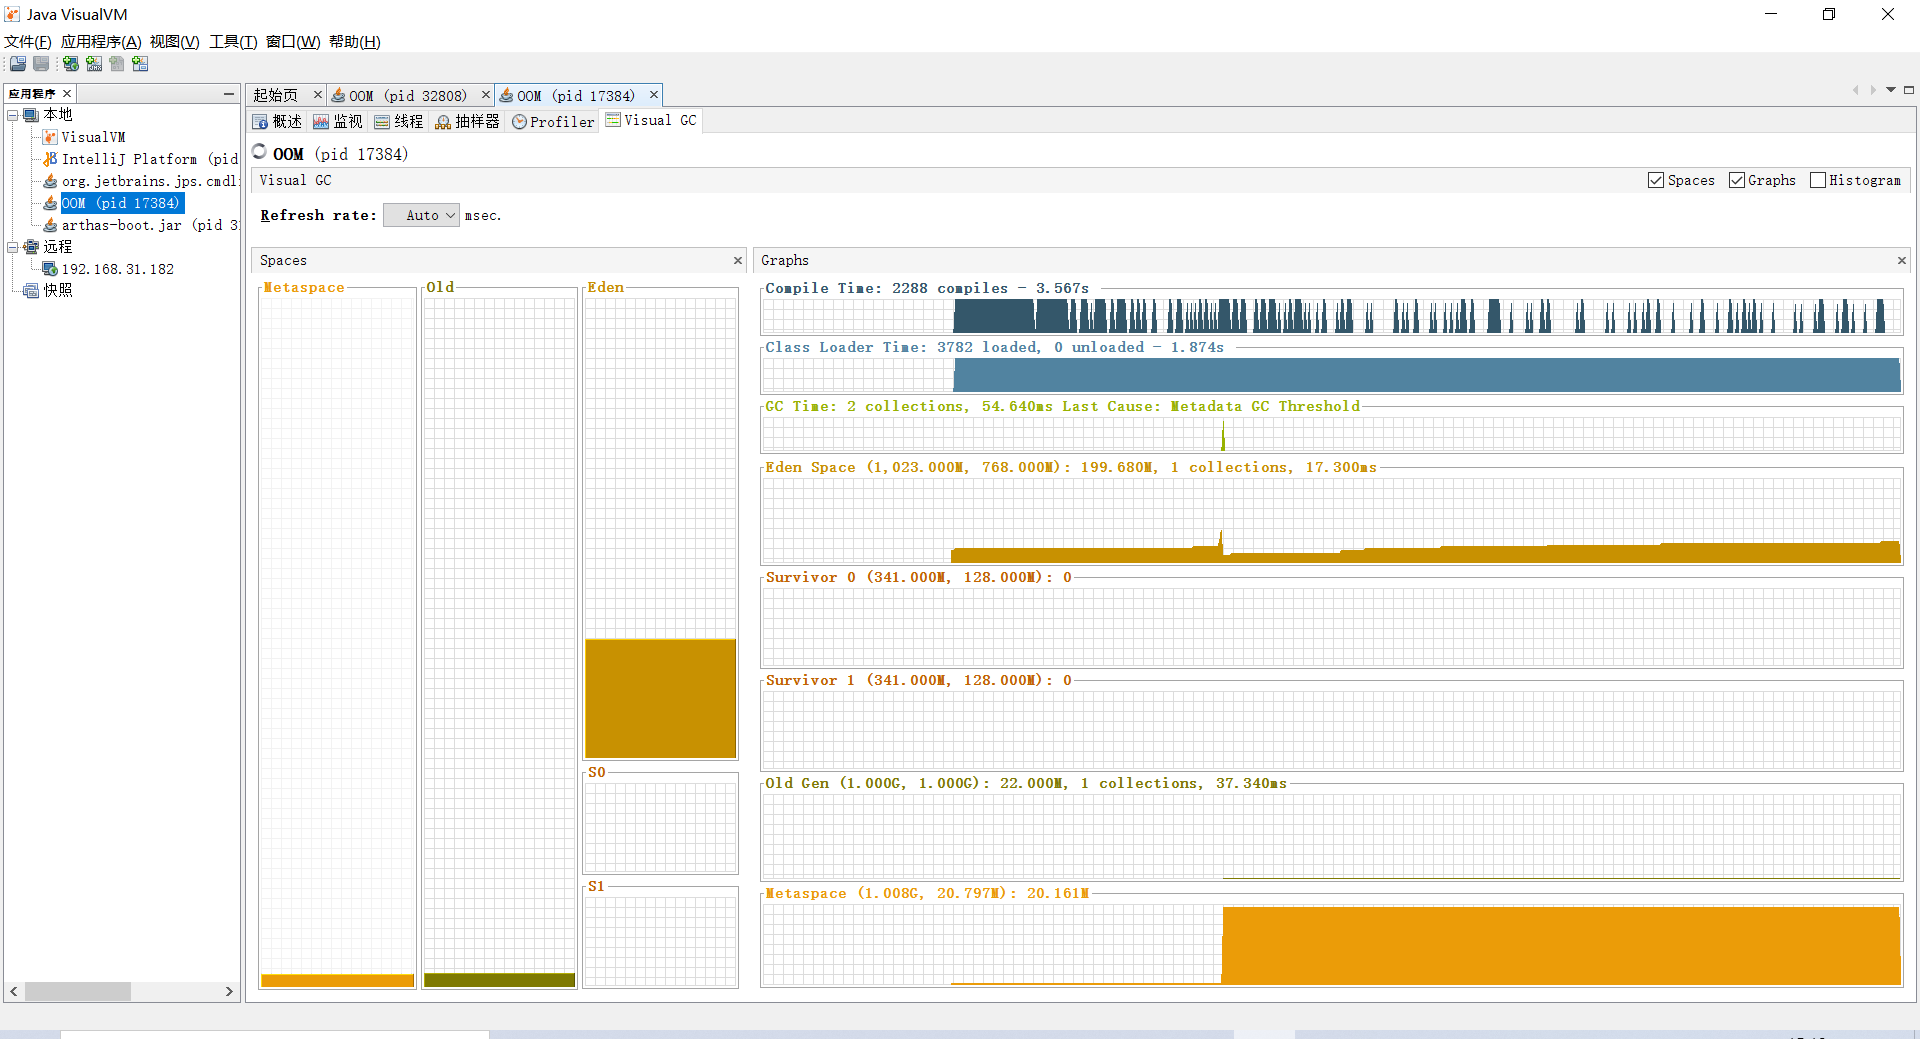 Java VisualVM
文件(F) 应用程序(A) 视图(V) 工具(T) 窗口(W) 帮助(H)
应用程序
本地
VisualVM
IntelliJ Platform (pid
org.jetbrains.jps.cmdl
OOM (pid 17384)
arthas-boot.jar (pid 3
远程
192.168.31.182
快照
起始页 OOM (pid 32808) OOM (pid 17384)
概述 监视 线程 抽样器 Profiler Visual GC
OOM (pid 17384)
Visual GC
Spaces Graphs Histogram
Refresh rate: Auto msec.
Spaces
Metaspace Old Eden
S0
S1
Graphs
Compile Time: 2288 compiles - 3.567s
Class Loader Time: 3782 loaded, 0 unloaded - 1.874s
GC Time: 2 collections, 54.640ms Last Cause: Metadata GC Threshold
Eden Space (1,023.000M, 768.000M): 199.680M, 1 collections, 17.300ms
Survivor 0 (341.000M, 128.000M): 0
Survivor 1 (341.000M, 128.000M): 0
Old Gen (1.000G, 1.000G): 22.000M, 1 collections, 37.340ms
Metaspace (1.008G, 20.797M): 20.161M